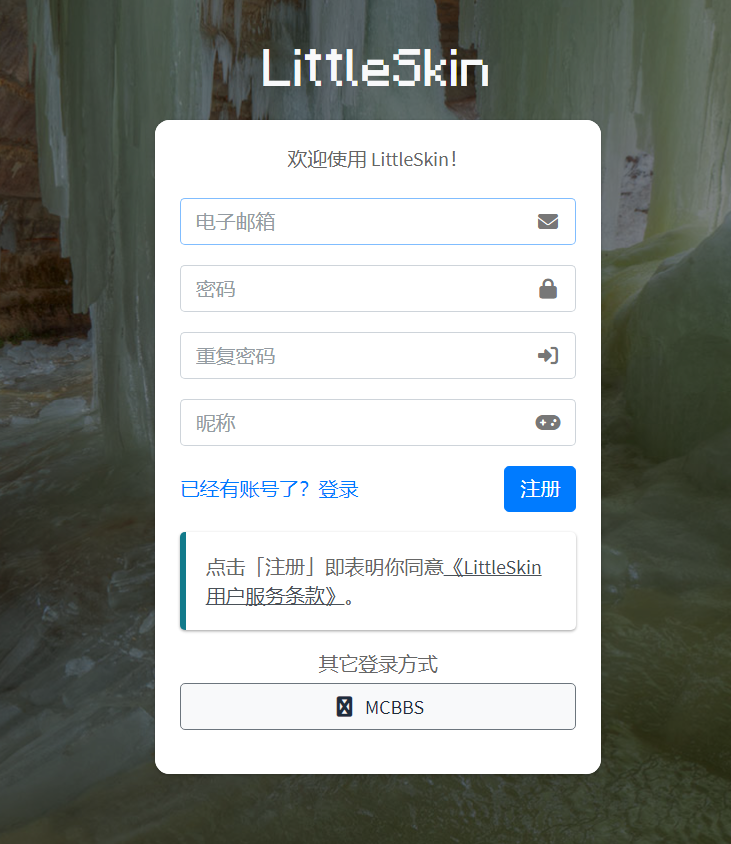 LittleSkin
欢迎使用 LittleSkin！
电子邮箱
密码
重复密码
昵称
已经有账号了？登录
注册
点击「注册」即表明你同意《LittleSkin
用户服务条款》。
其它登录方式
MCBBS